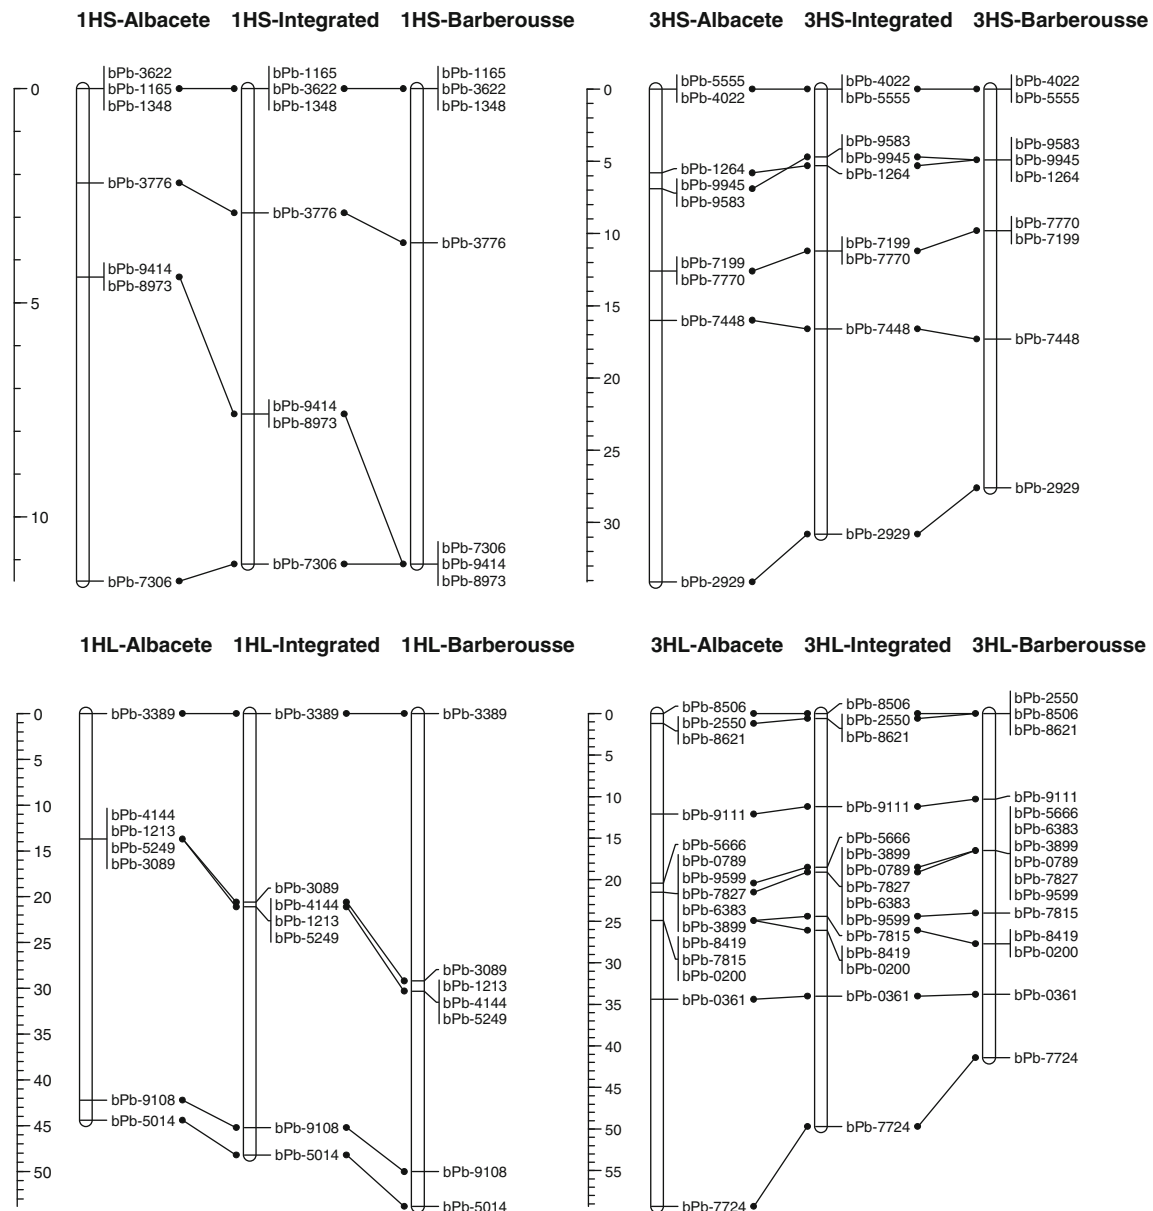 1HS-Albacete 1HS-Integrated 1HS-Barberousse
0
5
10
bPb-3622
bPb-1165
bPb-1348
bPb-3776
bPb-9414
bPb-8973
bPb-7306
bPb-1165
bPb-3622
bPb-1348
bPb-3776
bPb-9414
bPb-8973
bPb-7306
bPb-1165
bPb-3622
bPb-1348
bPb-3776
bPb-7306
bPb-9414
bPb-8973
3HS-Albacete 3HS-Integrated 3HS-Barberousse
0
5
10
15
20
25
30
bPb-5555
bPb-4022
bPb-1264
bPb-9945
bPb-9583
bPb-7199
bPb-7770
bPb-7448
bPb-2929
bPb-4022
bPb-5555
bPb-9583
bPb-9945
bPb-1264
bPb-7199
bPb-7770
bPb-7448
bPb-2929
bPb-4022
bPb-5555
bPb-9583
bPb-9945
bPb-1264
bPb-7770
bPb-7199
bPb-7448
bPb-2929
1HL-Albacete 1HL-Integrated 1HL-Barberousse
0
5
10
15
20
25
30
35
40
45
50
bPb-3389
bPb-4144
bPb-1213
bPb-5249
bPb-3089
bPb-9108
bPb-5014
bPb-3389
bPb-3089
bPb-4144
bPb-1213
bPb-5249
bPb-9108
bPb-5014
bPb-3389
bPb-3089
bPb-1213
bPb-4144
bPb-5249
bPb-9108
bPb-5014
3HL-Albacete 3HL-Integrated 3HL-Barberousse
0
5
10
15
20
25
30
35
40
45
50
55
bPb-8506
bPb-2550
bPb-8621
bPb-9111
bPb-5666
bPb-0789
bPb-9599
bPb-7827
bPb-6383
bPb-3899
bPb-8419
bPb-7815
bPb-0200
bPb-0361
bPb-7724
bPb-8506
bPb-2550
bPb-8621
bPb-9111
bPb-5666
bPb-3899
bPb-0789
bPb-7827
bPb-6383
bPb-9599
bPb-7815
bPb-8419
bPb-0200
bPb-0361
bPb-7724
bPb-2550
bPb-8506
bPb-8621
bPb-9111
bPb-5666
bPb-6383
bPb-3899
bPb-0789
bPb-7827
bPb-9599
bPb-7815
bPb-8419
bPb-0200
bPb-0361
bPb-7724